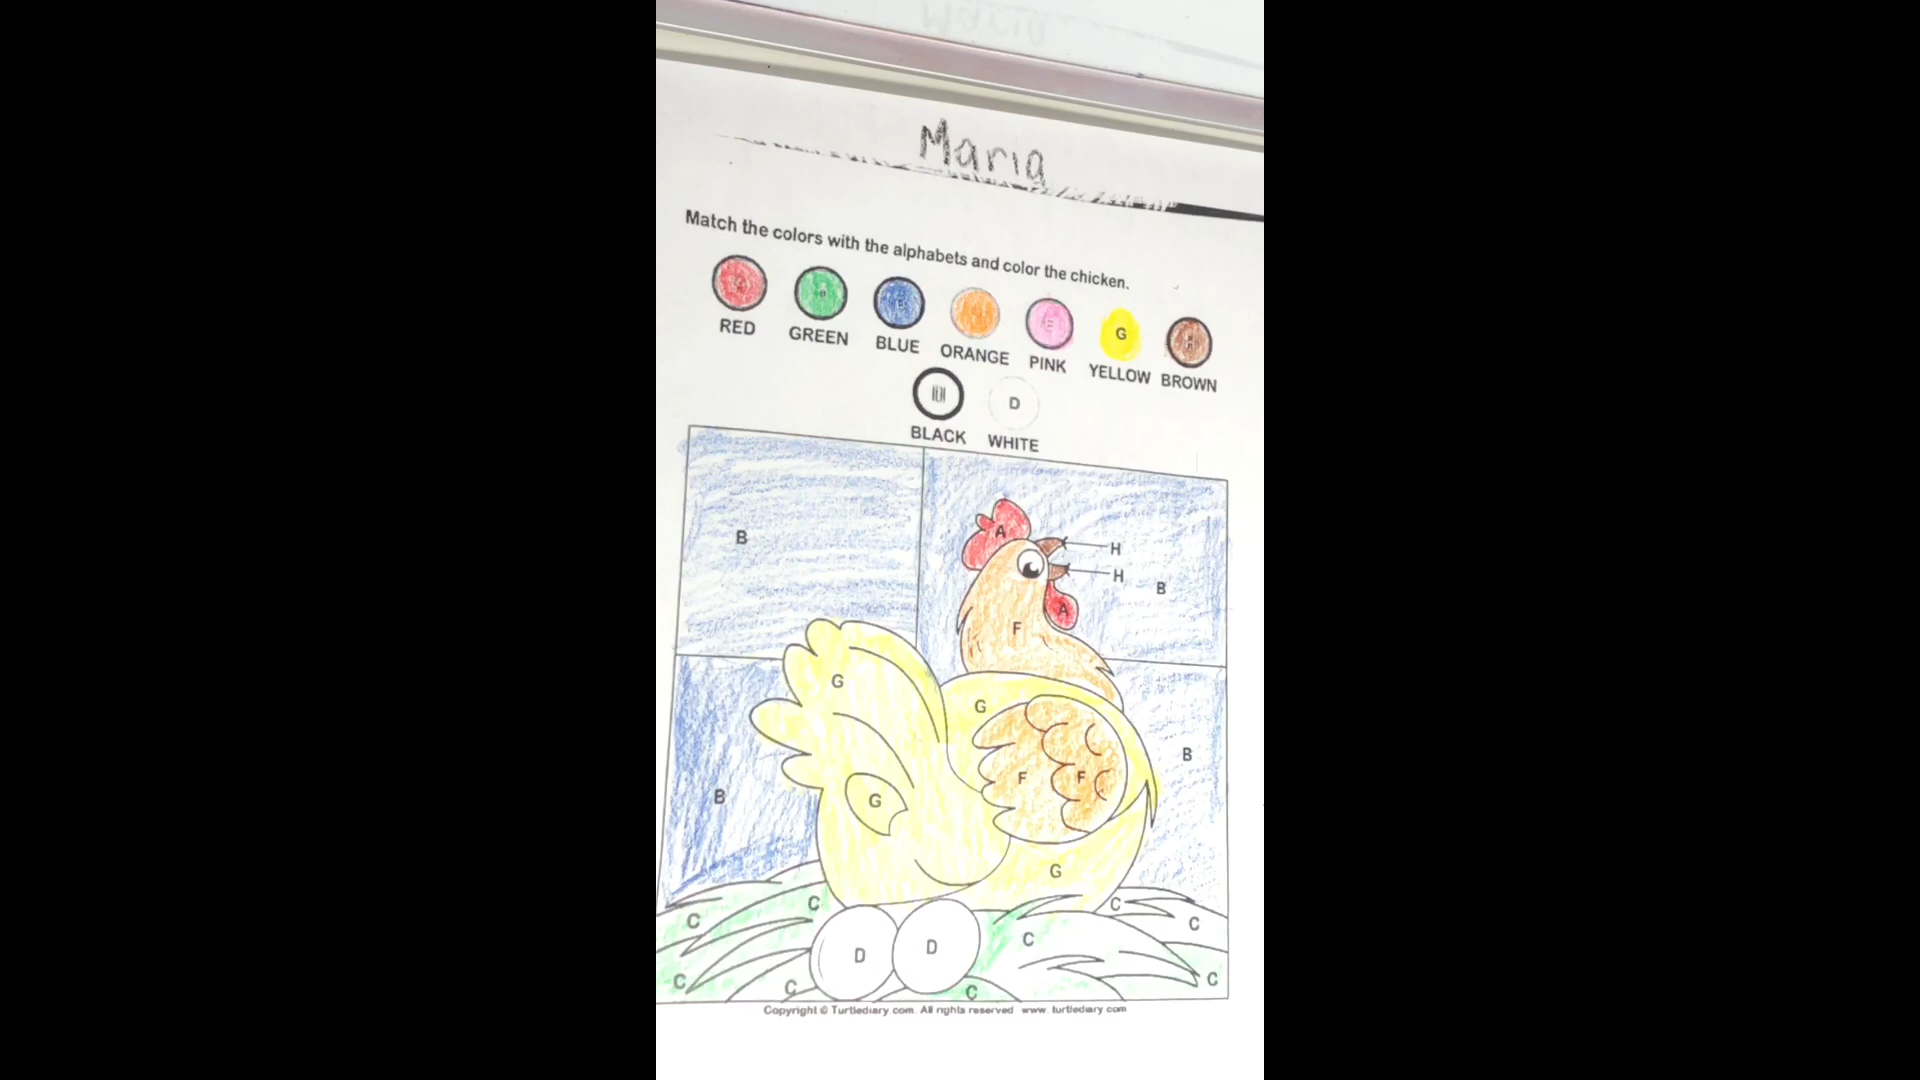 Maria
Match the colors with the alphabets and color the chicken.
G
RED GREEN BLUE ORANGE PINK YELLOW BROWN
D
BLACK WHITE
A
H
B
H
B
A
F
G
G
B
F F
B
G
G
C C C C
D D C
C C C C
Copyright © Turtlediary.com. All rights reserved www. turtlediary com